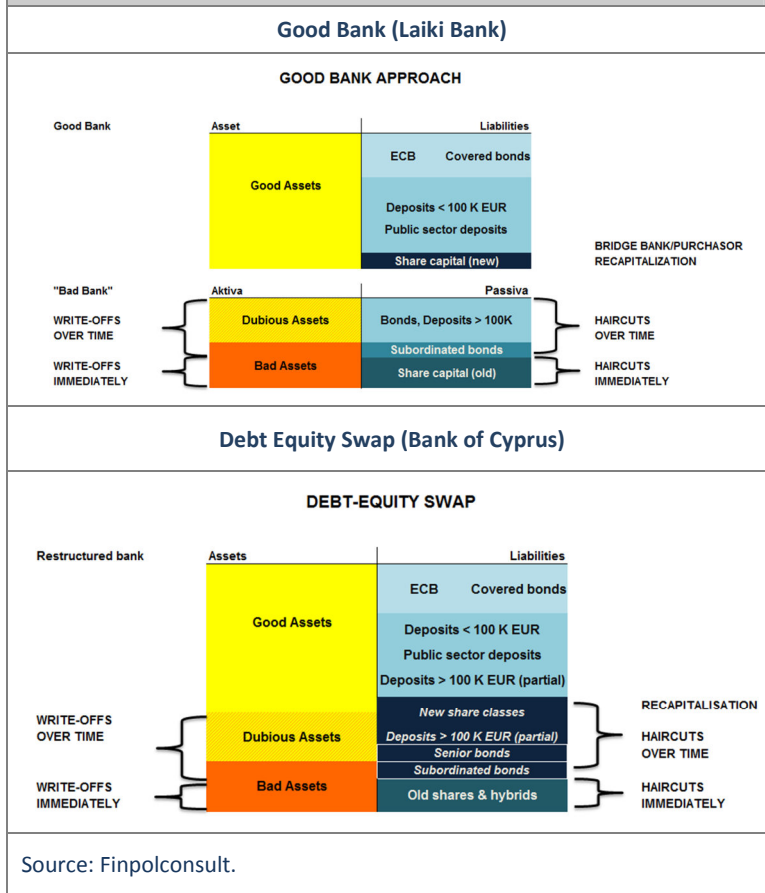 Good Bank (Laiki Bank)
GOOD BANK APPROACH
Good Bank
Asset
Liabilities
ECB Covered bonds
Good Assets
Deposits < 100 K EUR
Public sector deposits
Share capital (new)
BRIDGE BANK/PURCHASOR
RECAPITALIZATION
"Bad Bank"
Aktiva
Passiva
WRITE-OFFS
OVER TIME
Dubious Assets
Bonds, Deposits > 100K
HAIRCUTS
OVER TIME
Subordinated bonds
WRITE-OFFS
IMMEDIATELY
Bad Assets
Share capital (old)
HAIRCUTS
IMMEDIATELY
Debt Equity Swap (Bank of Cyprus)
DEBT-EQUITY SWAP
Restructured bank
Assets
Liabilities
ECB Covered bonds
Good Assets
Deposits < 100 K EUR
Public sector deposits
Deposits > 100 K EUR (partial)
New share classes
RECAPITALISATION
WRITE-OFFS
OVER TIME
Dubious Assets
Deposits > 100 K EUR (partial)
HAIRCUTS
OVER TIME
Senior bonds
Subordinated bonds
WRITE-OFFS
IMMEDIATELY
Bad Assets
Old shares & hybrids
HAIRCUTS
IMMEDIATELY
Source: Finpolconsult.